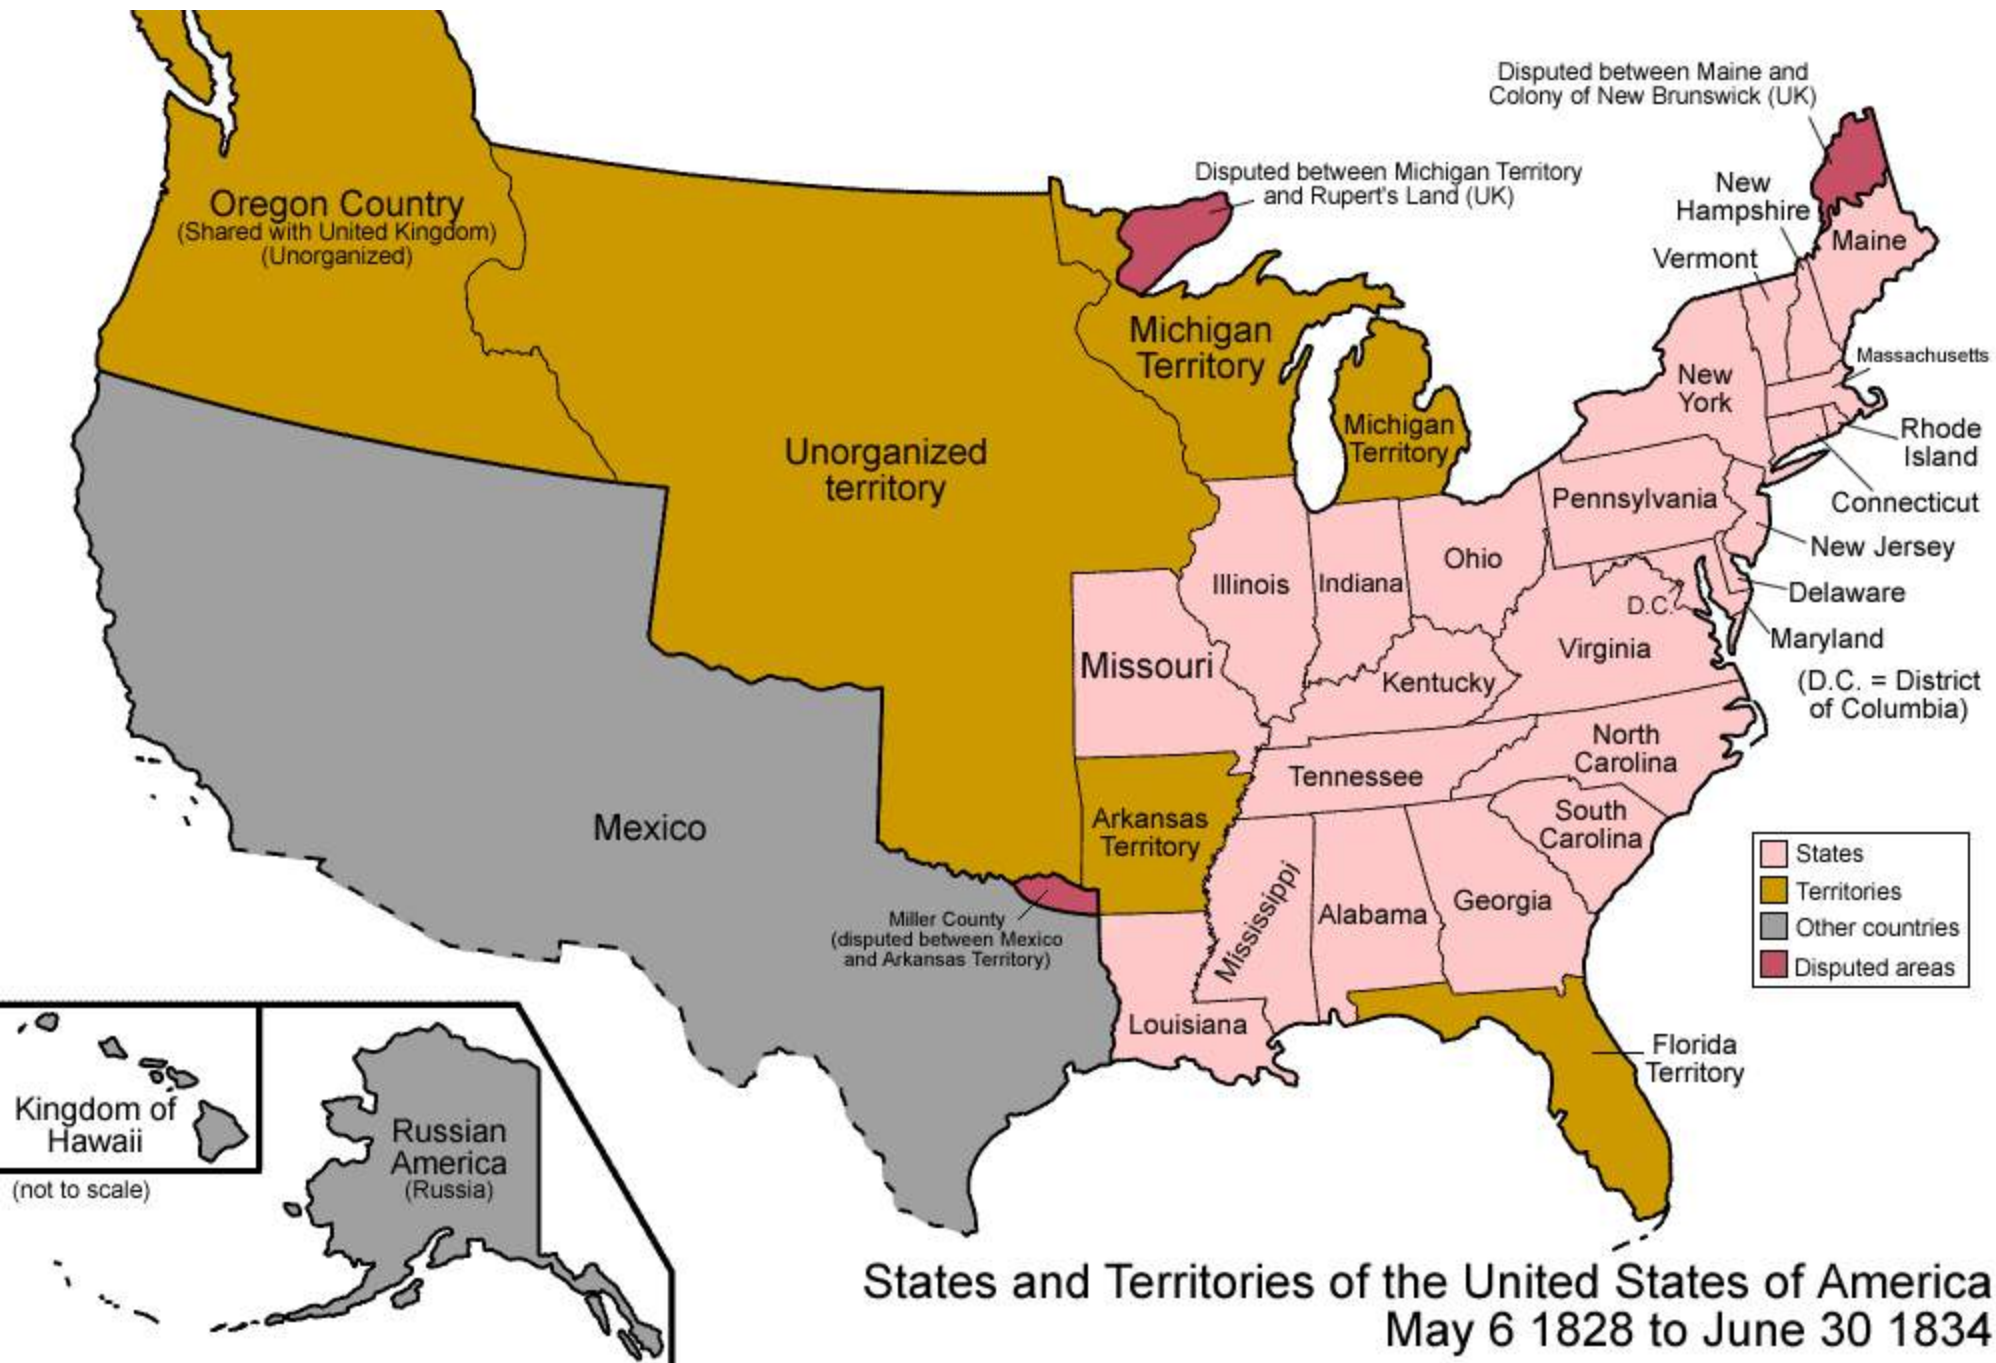 Disputed between Maine and
Colony of New Brunswick (UK)
Disputed between Michigan Territory
and Rupert's Land (UK)
New
Hampshire
Oregon Country
(Shared with United Kingdom)
(Unorganized)
Maine
Vermont
Michigan
Territory
Massachusetts
New
York
Michigan
Territory
Rhode
Island
Unorganized
territory
Pennsylvania
Connecticut
New Jersey
Ohio
Illinois
Indiana
Delaware
D.C.
Maryland
Virginia
Missouri
Kentucky
(D.C. = District
of Columbia)
North
Carolina
Tennessee
Mexico
Arkansas
Territory
South
Carolina
States
Territories
Other countries
Disputed areas
Mississippi
Alabama
Georgia
Miller County
(disputed between Mexico
and Arkansas Territory)
Louisiana
Florida
Territory
Kingdom of
Hawaii
(not to scale)
Russian
America
(Russia)
States and Territories of the United States of America
May 6 1828 to June 30 1834